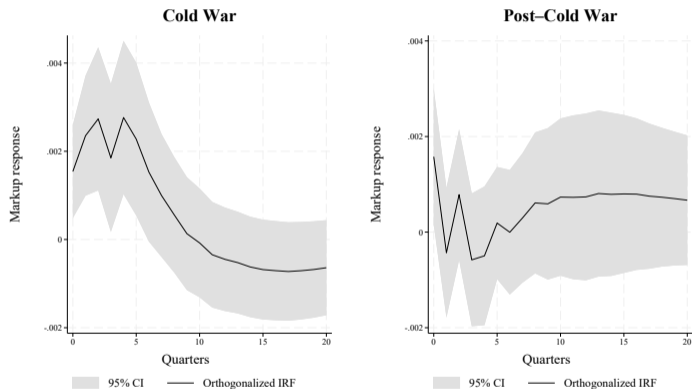 Cold War
Markup response
.004
.002
0
-.002
0
5
10
15
20
Quarters
95% CI
Orthogonalized IRF
Post–Cold War
Markup response
.004
.002
0
-.002
0
5
10
15
20
Quarters
95% CI
Orthogonalized IRF